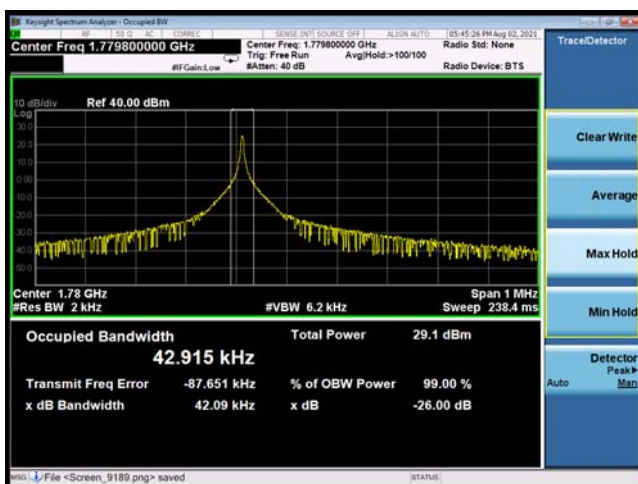 Keysight Spectrum Analyzer - Occupied BW
RF 50 Ω AC CORREC SENSE:INT SOURCE OFF ALIGN AUTO 05:45:26 PM Aug 02, 2021
Center Freq 1.779800000 GHz Center Freq: 1.779800000 GHz Radio Std: None Trace/Detector
Trig: Free Run Avg|Hold:>100/100
#IFGain:Low #Atten: 40 dB Radio Device: BTS
10 dB/div Ref 40.00 dBm
Log
30.0
20.0
10.0
0.00
-10.0
-20.0
-30.0
-40.0
-50.0
Center 1.78 GHz Span 1 MHz
#Res BW 2 kHz #VBW 6.2 kHz Sweep 238.4 ms
Occupied Bandwidth Total Power 29.1 dBm
42.915 kHz
Transmit Freq Error -87.651 kHz % of OBW Power 99.00 %
x dB Bandwidth 42.09 kHz x dB -26.00 dB
Clear Write
Average
Max Hold
Min Hold
Detector
Peak▶
Auto Man
MSG File <Screen_9189.png> saved STATUS